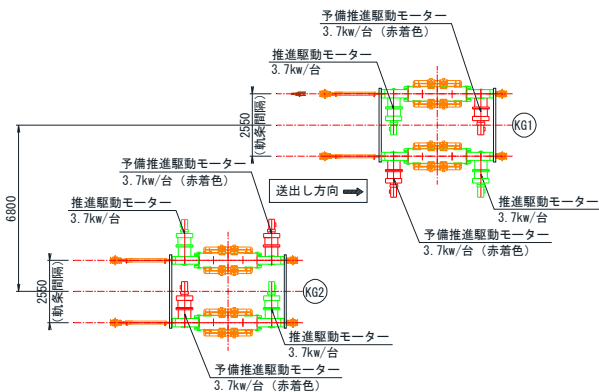 予備推進駆動モーター
3.7kw/台（赤着色）
推進駆動モーター
3.7kw/台
2550
(軌条間隔)
KG1
6800
予備推進駆動モーター
3.7kw/台（赤着色）
送出し方向
推進駆動モーター
3.7kw/台
推進駆動モーター
3.7kw/台
予備推進駆動モーター
3.7kw/台（赤着色）
2550
(軌条間隔)
KG2
推進駆動モーター
3.7kw/台
予備推進駆動モーター
3.7kw/台（赤着色）